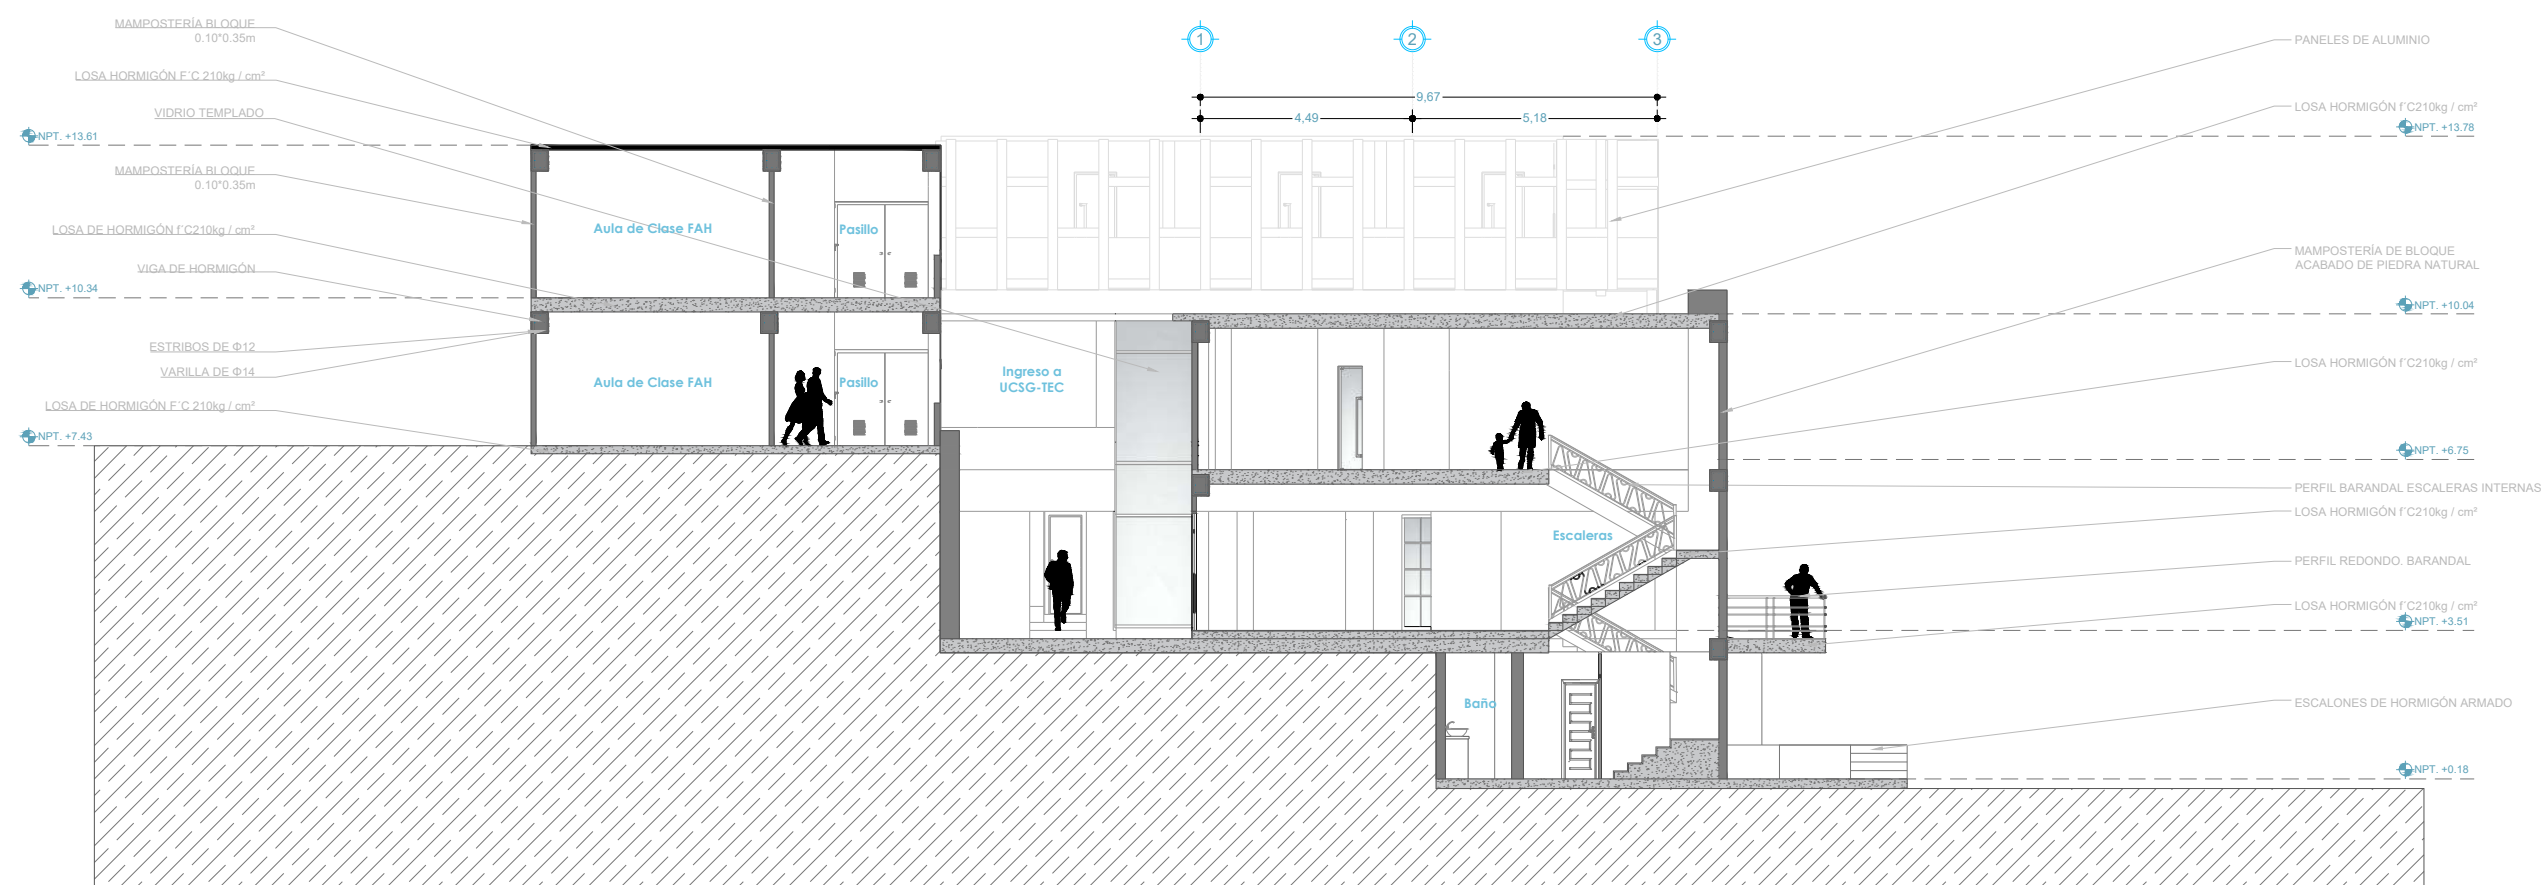 MAMPOSTERÍA BLOQUE
0.10*0.35m
LOSA HORMIGÓN F´C 210kg / cm²
VIDRIO TEMPLADO
NPT. +13.61
MAMPOSTERÍA BLOQUE
0.10*0.35m
LOSA DE HORMIGÓN f´C210kg / cm²
VIGA DE HORMIGÓN
NPT. +10.34
ESTRIBOS DE Φ12
VARILLA DE Φ14
LOSA DE HORMIGÓN F´C 210kg / cm²
NPT. +7.43
1
2
3
9,67
4,49
5,18
Aula de Clase FAH
Pasillo
Aula de Clase FAH
Pasillo
Ingreso a
UCSG-TEC
Escaleras
Baño
PANELES DE ALUMINIO
LOSA HORMIGÓN f´C210kg / cm²
NPT. +13.78
MAMPOSTERÍA DE BLOQUE
ACABADO DE PIEDRA NATURAL
NPT. +10.04
LOSA HORMIGÓN f´C210kg / cm²
NPT. +6.75
PERFIL BARANDAL ESCALERAS INTERNAS
LOSA HORMIGÓN f´C210kg / cm²
PERFIL REDONDO. BARANDAL
LOSA HORMIGÓN f´C210kg / cm²
NPT. +3.51
ESCALONES DE HORMIGÓN ARMADO
NPT. +0.18